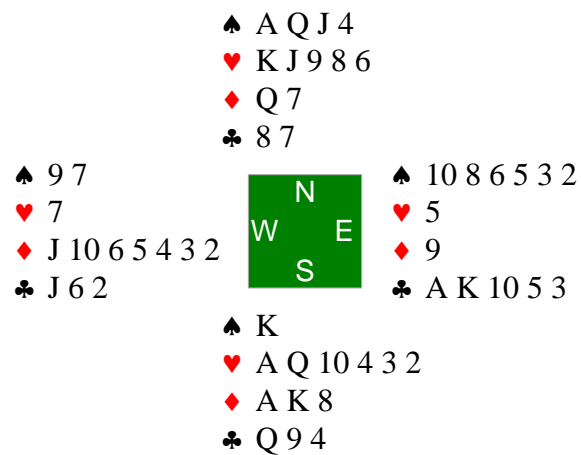 ♠ A Q J 4
♥ K J 9 8 6
♦ Q 7
♣ 8 7
♠ 9 7
♥ 7
♦ J 10 6 5 4 3 2
♣ J 6 2
N
W E
S
♠ 10 8 6 5 3 2
♥ 5
♦ 9
♣ A K 10 5 3
♠ K
♥ A Q 10 4 3 2
♦ A K 8
♣ Q 9 4